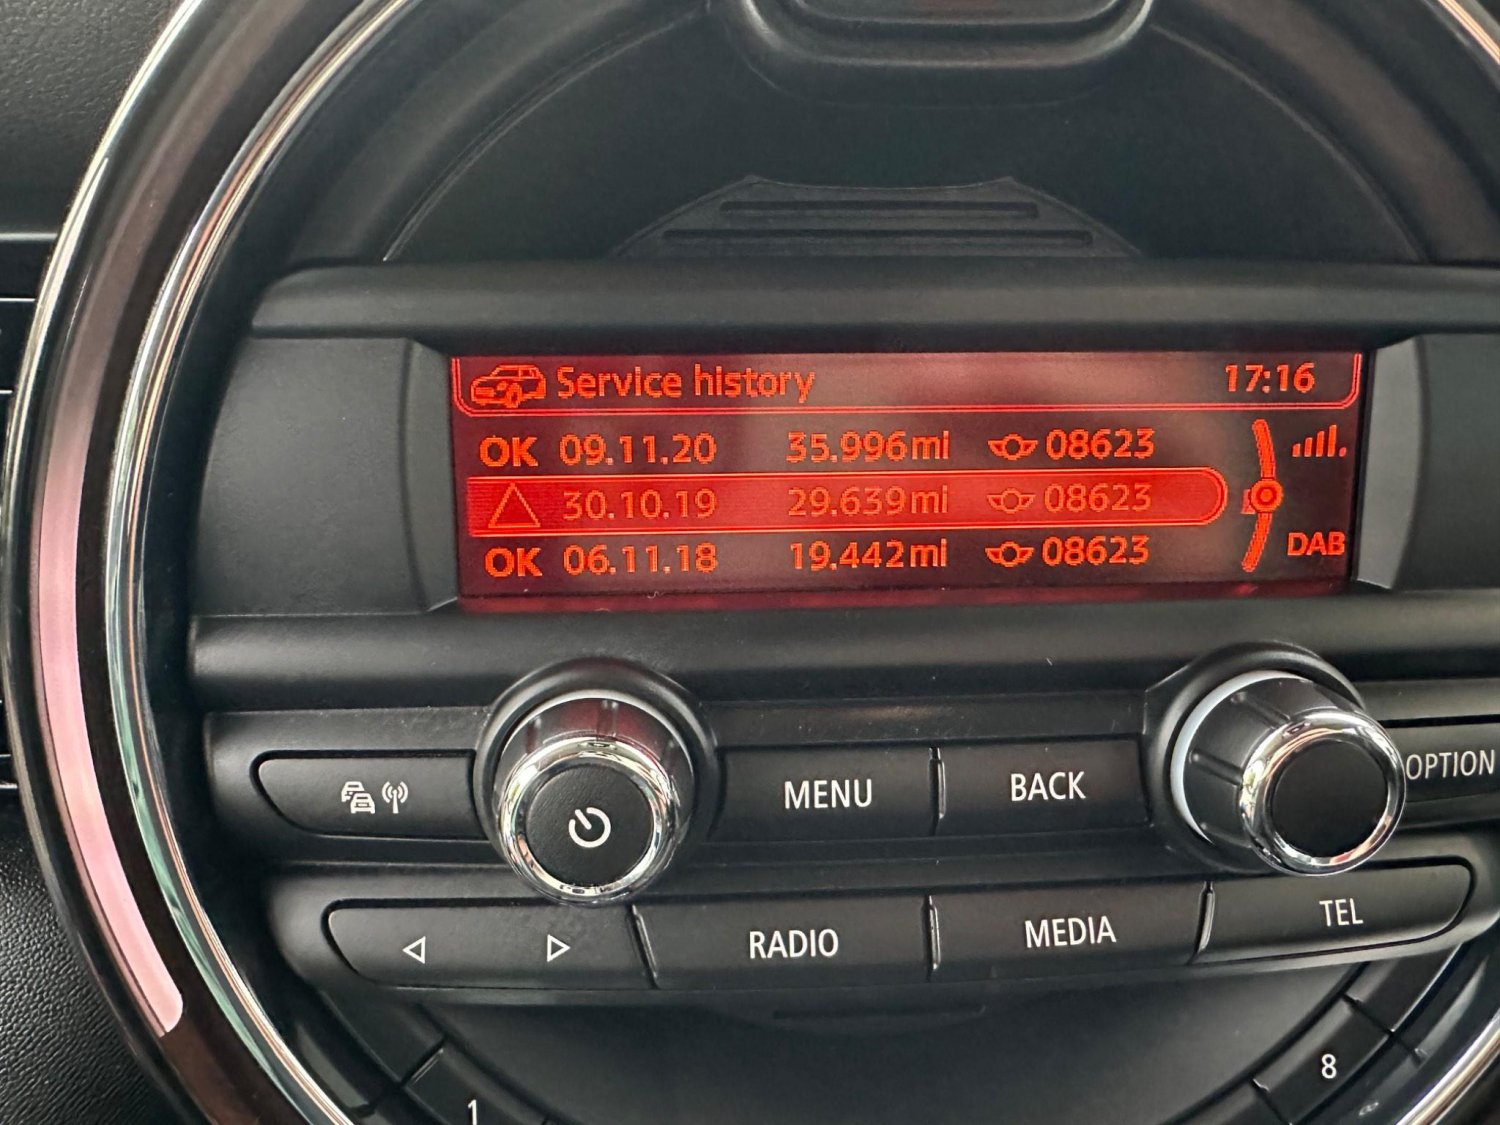 Service history 17:16
OK 09.11.20 35.996mi 08623
30.10.19 29.639mi 08623
OK 06.11.18 19.442mi 08623
DAB
MENU BACK OPTION
RADIO MEDIA TEL
1 8